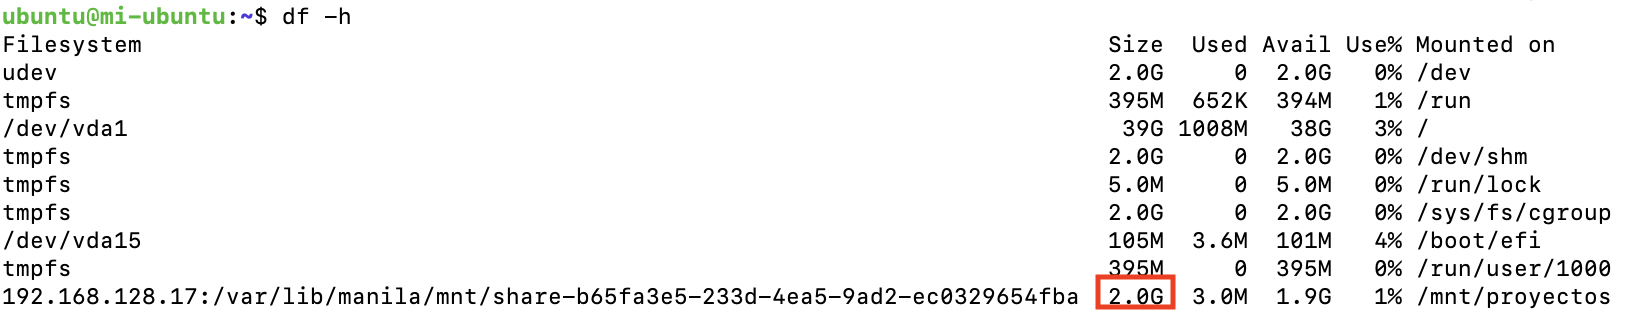 ubuntu@mi-ubuntu:~$ df -h
Filesystem Size Used Avail Use% Mounted on
udev 2.0G 0 2.0G 0% /dev
tmpfs 395M 652K 394M 1% /run
/dev/vda1 39G 1008M 38G 3% /
tmpfs 2.0G 0 2.0G 0% /dev/shm
tmpfs 5.0M 0 5.0M 0% /run/lock
tmpfs 2.0G 0 2.0G 0% /sys/fs/cgroup
/dev/vda15 105M 3.6M 101M 4% /boot/efi
tmpfs 395M 0 395M 0% /run/user/1000
192.168.128.17:/var/lib/manila/mnt/share-b65fa3e5-233d-4ea5-9ad2-ec0329654fba 2.0G 3.0M 1.9G 1% /mnt/proyectos